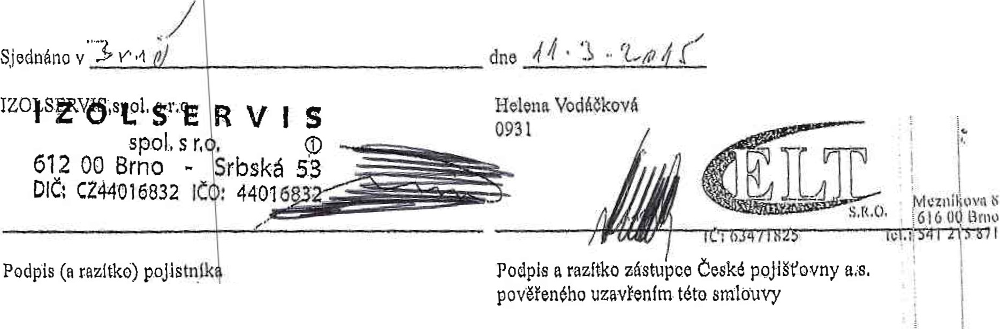 Sjednáno v Brně dne 11.3.2015
IZOLSERVIS,spol. s r.o.
IZOLSERVIS
spol. s r.o. ①
612 00 Brno - Srbská 53
DIČ: CZ44016832 IČO: 44016832
Podpis (a razítko) pojistníka
Helena Vodáčková
0931
ELT
S.R.O.
Mezníkova 8
616 00 Brno
IČ: 63471825 Tel.: 541 215 871
Podpis a razítko zástupce České pojišťovny a.s.
pověřeného uzavřením této smlouvy